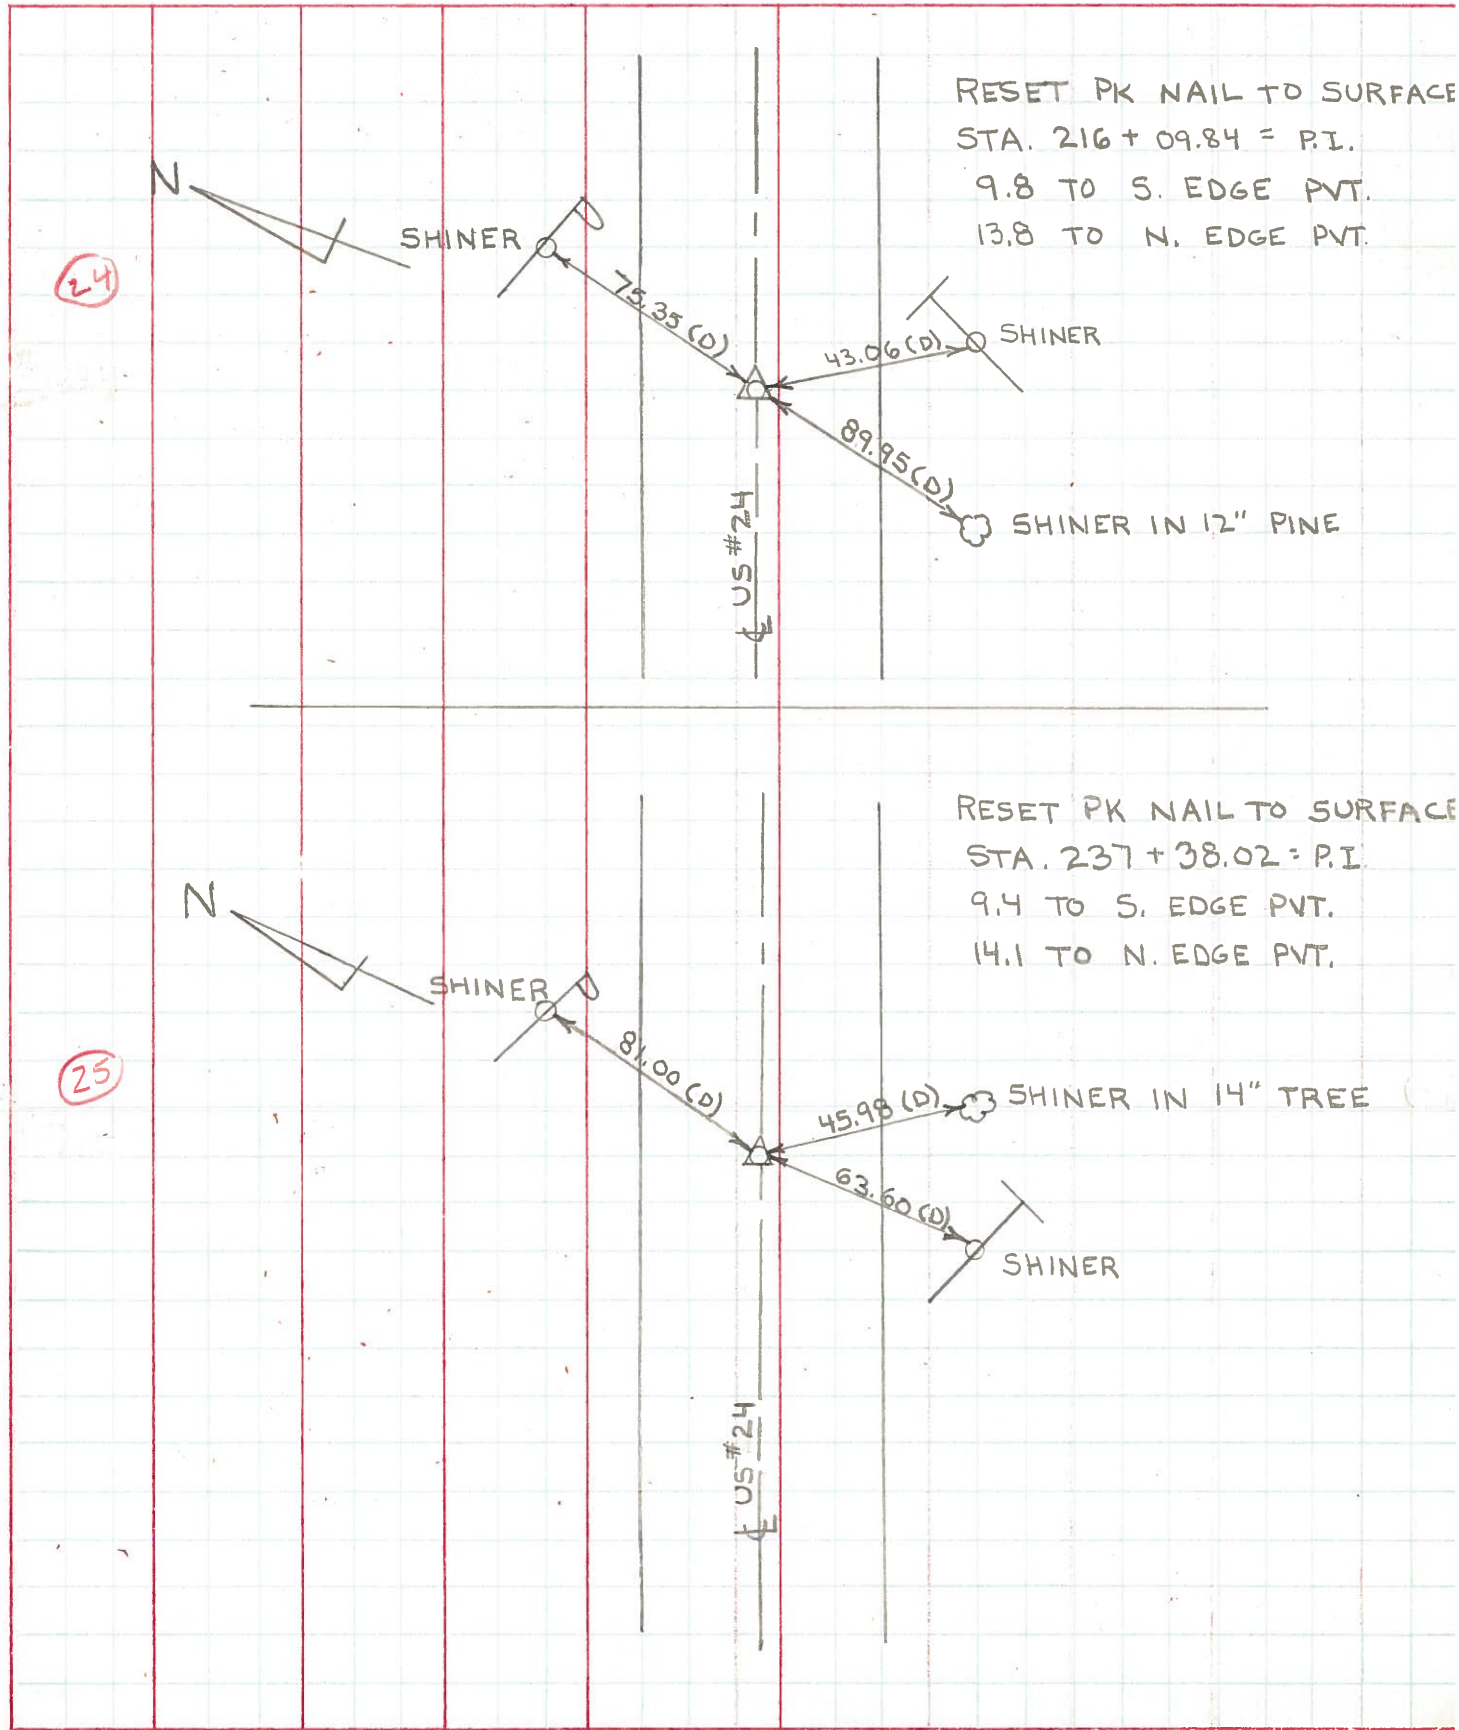 RESET PK NAIL TO SURFACE
STA. 216 + 09.84 = P.I.
9.8 TO S. EDGE PVT.
13.8 TO N. EDGE PVT.
N
SHINER
24
75.35 (D)
43.06 (D)
SHINER
89.95 (D)
SHINER IN 12" PINE
℄ US #24
RESET PK NAIL TO SURFACE
STA. 237 + 38.02 = P.I.
9.4 TO S. EDGE PVT.
14.1 TO N. EDGE PVT.
N
SHINER
25
81.00 (D)
45.98 (D)
SHINER IN 14" TREE
63.60 (D)
SHINER
℄ US #24